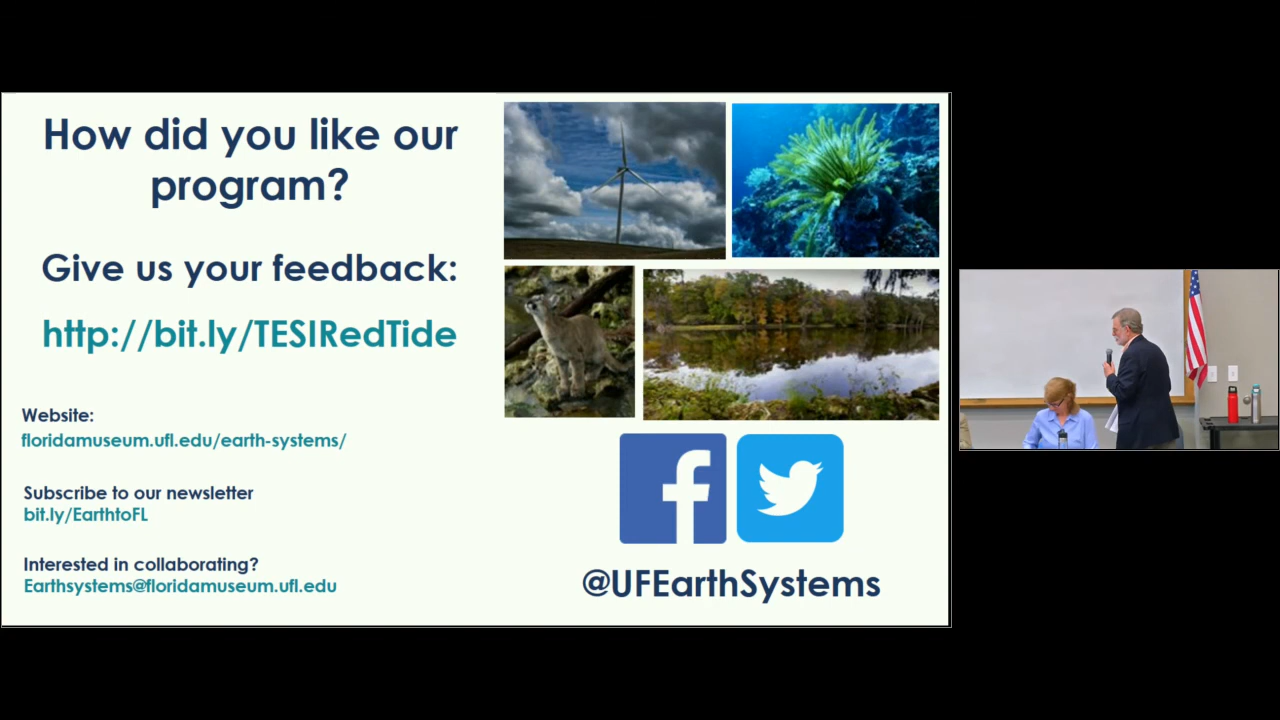 How did you like our
program?
Give us your feedback:
http://bit.ly/TESIRedTide
Website:
floridamuseum.ufl.edu/earth-systems/
Subscribe to our newsletter
bit.ly/EarthtoFL
Interested in collaborating?
Earthsystems@floridamuseum.ufl.edu
@UFEarthSystems